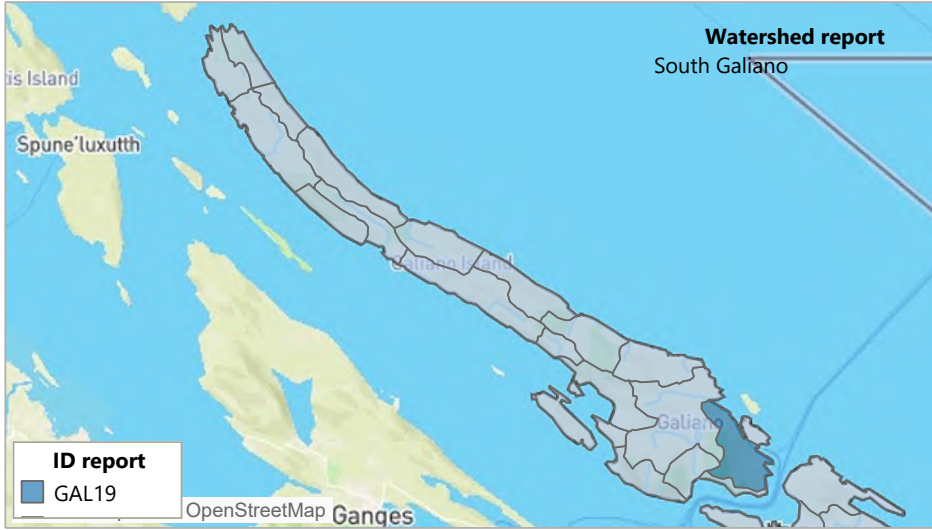 Watershed report
South Galiano
tis Island
Spune'luxutth
Galiano Island
Galiano
ID report
GAL19
OpenStreetMap
Ganges